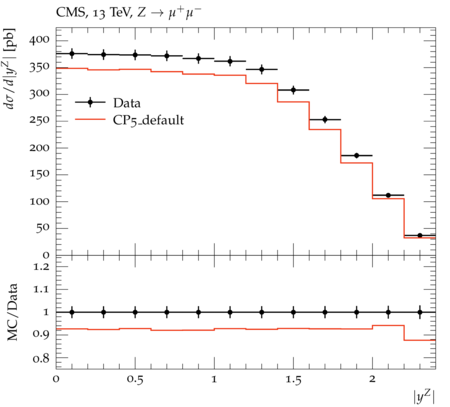 CMS, 13 TeV, Z → μ⁺μ⁻
dσ/d|y^Z| [pb]
400
350
300
250
200
150
100
50
0
Data
CP5_default
MC/Data
1.2
1.1
1
0.9
0.8
0 0.5 1 1.5 2
|y^Z|